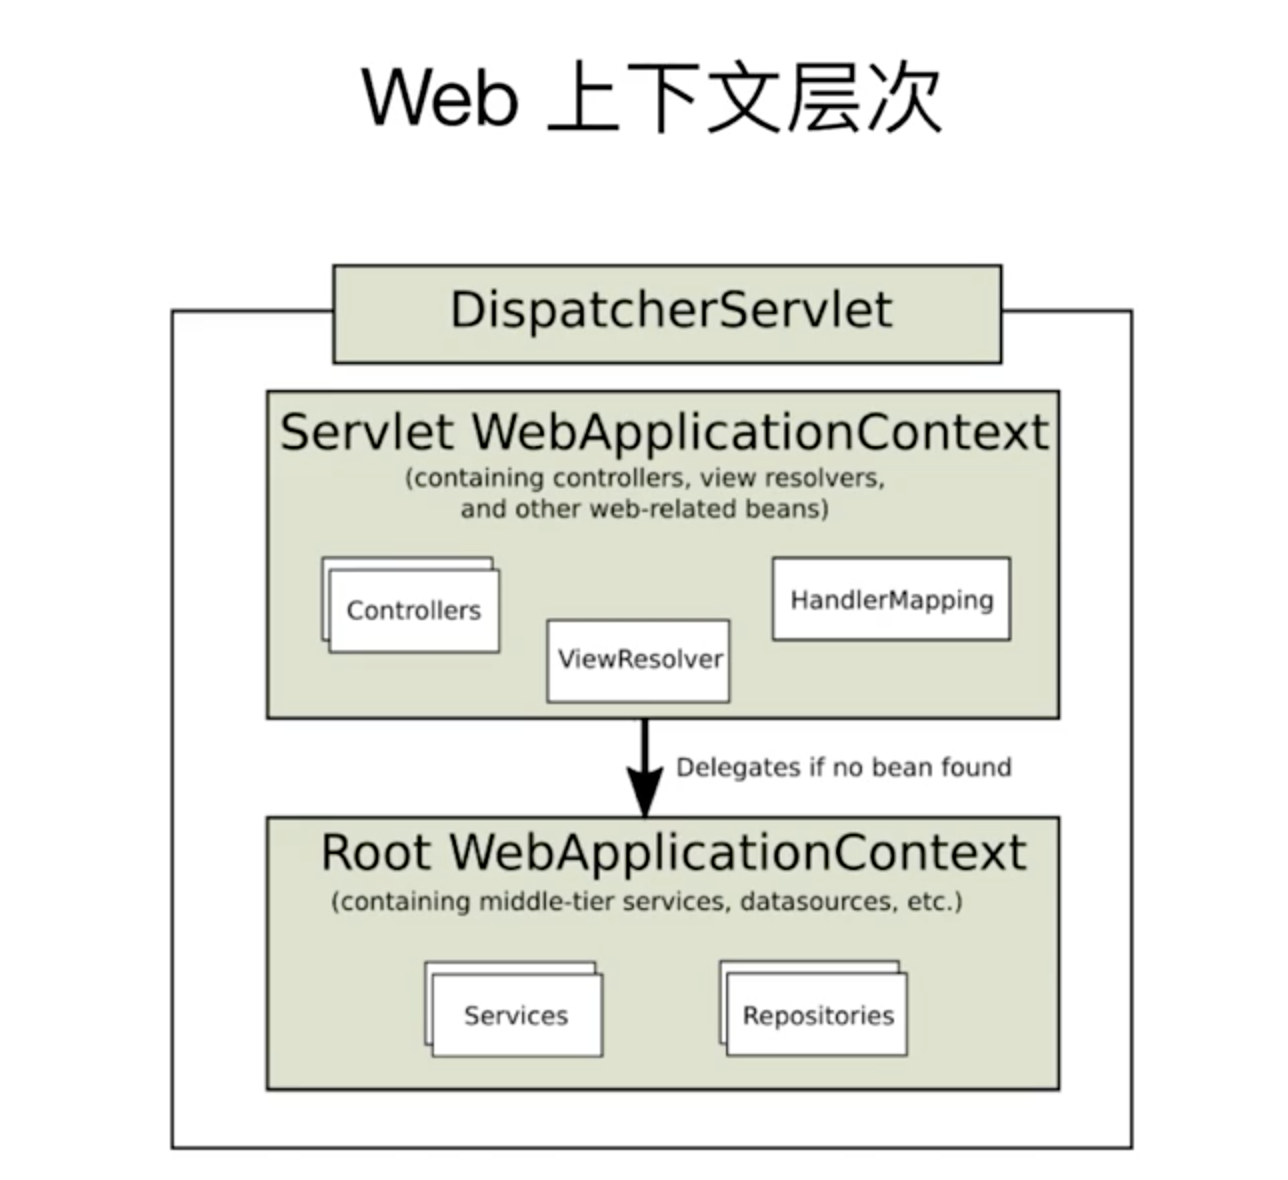 Web 上下文层次
DispatcherServlet
Servlet WebApplicationContext
(containing controllers, view resolvers,
and other web-related beans)
Controllers
HandlerMapping
ViewResolver
Delegates if no bean found
Root WebApplicationContext
(containing middle-tier services, datasources, etc.)
Services
Repositories